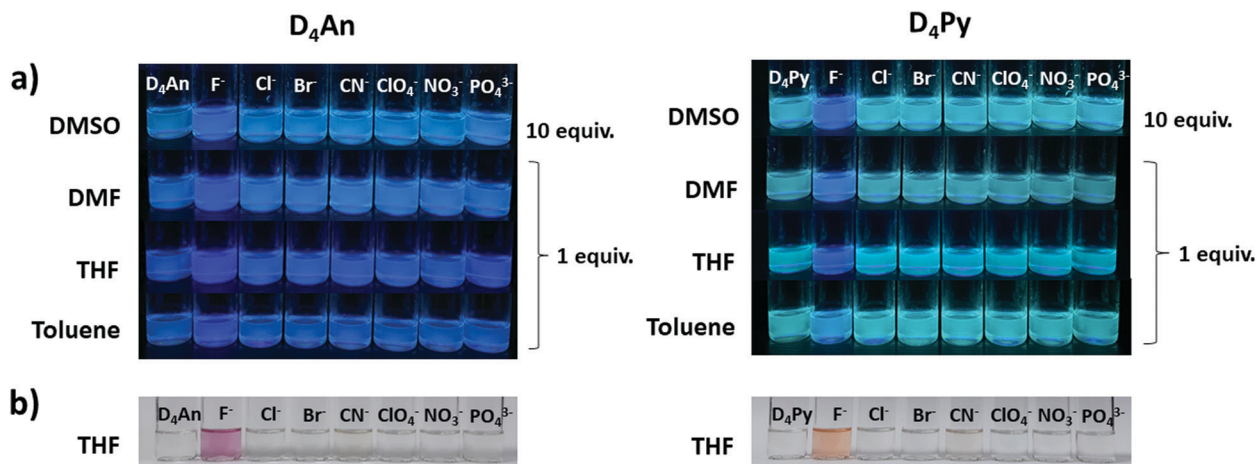 D₄An
D₄Py
a)
D₄An F⁻ Cl⁻ Br⁻ CN⁻ ClO₄⁻ NO₃⁻ PO₄³⁻
DMSO
10 equiv.
DMF
THF
1 equiv.
Toluene
D₄Py F⁻ Cl⁻ Br⁻ CN⁻ ClO₄⁻ NO₃⁻ PO₄³⁻
DMSO
10 equiv.
DMF
THF
1 equiv.
Toluene
b)
D₄An F⁻ Cl⁻ Br⁻ CN⁻ ClO₄⁻ NO₃⁻ PO₄³⁻
THF
D₄Py F⁻ Cl⁻ Br⁻ CN⁻ ClO₄⁻ NO₃⁻ PO₄³⁻
THF